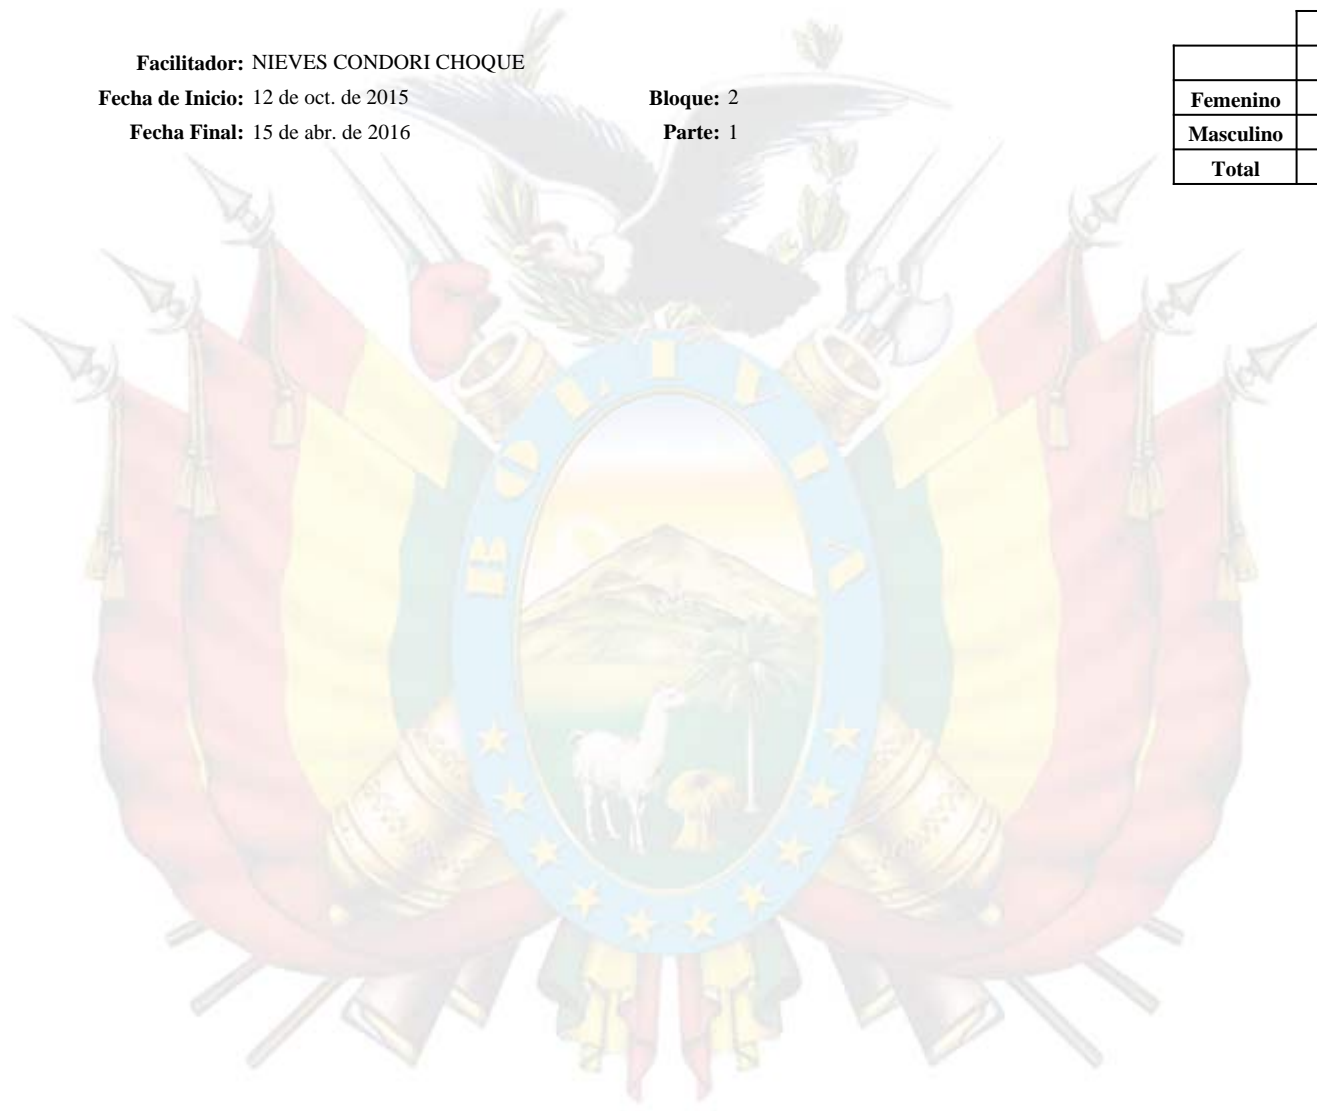 Facilitador: NIEVES CONDORI CHOQUE
Fecha de Inicio: 12 de oct. de 2015 Bloque: 2
Fecha Final: 15 de abr. de 2016 Parte: 1
Femenino
Masculino
Total
BOLIVIA